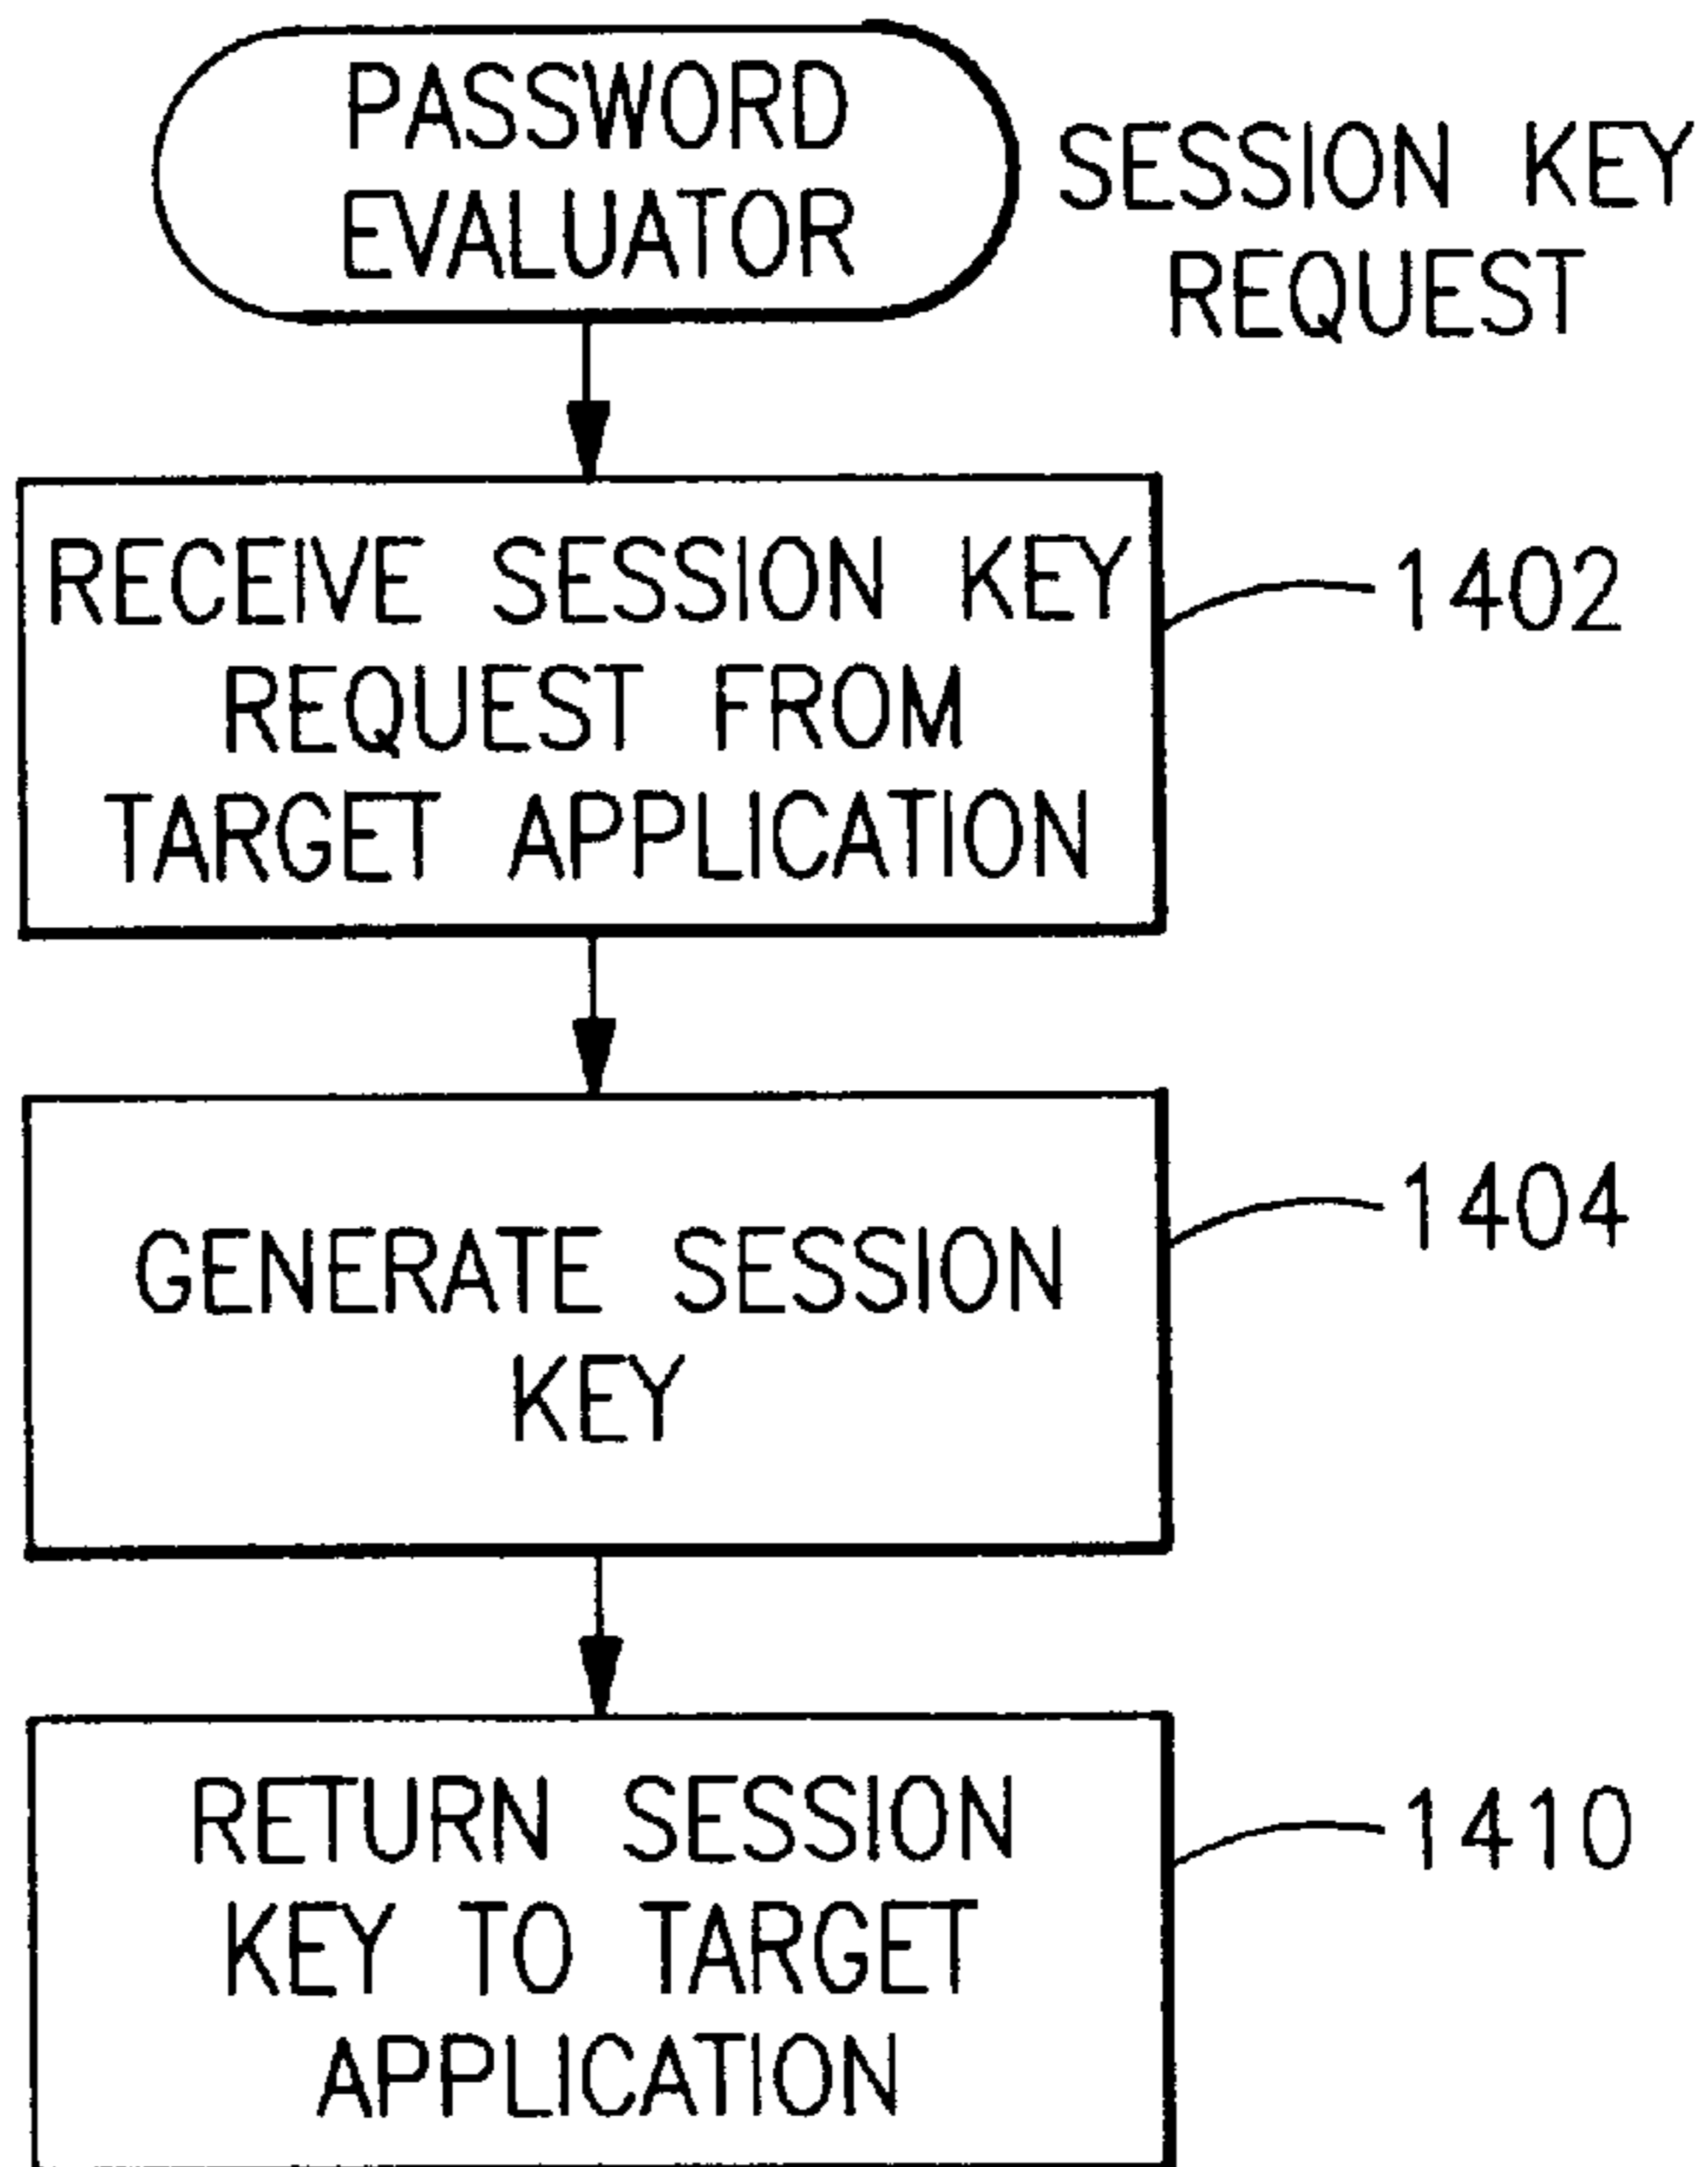 PASSWORD
EVALUATOR
SESSION KEY
REQUEST
RECEIVE SESSION KEY
REQUEST FROM
TARGET APPLICATION
1402
GENERATE SESSION
KEY
1404
RETURN SESSION
KEY TO TARGET
APPLICATION
1410